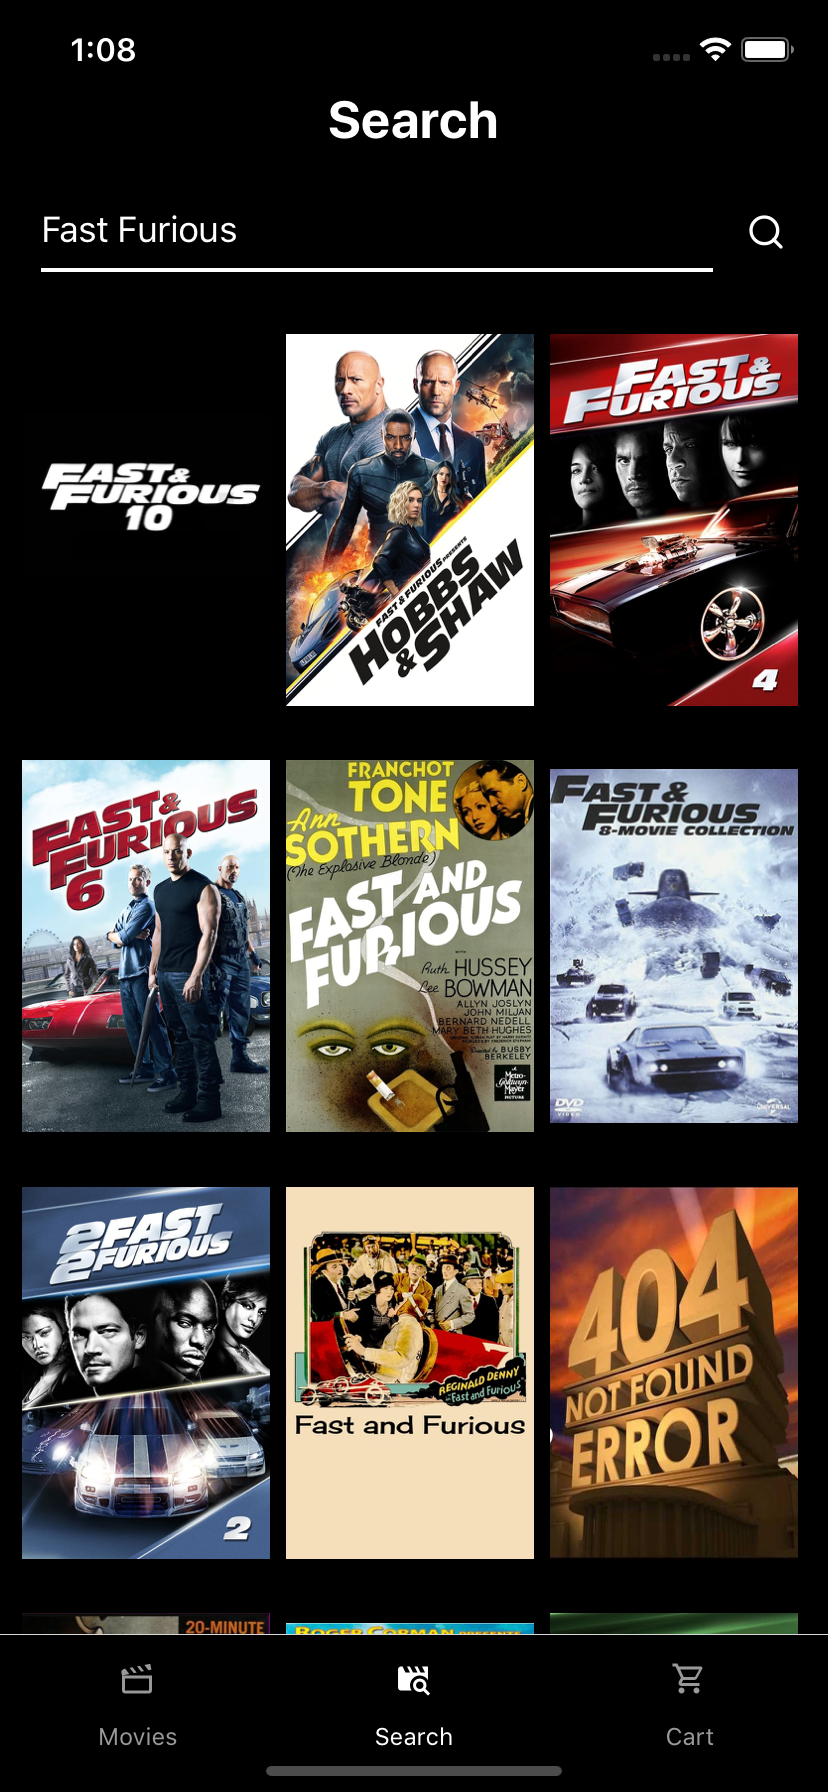 1:08
Search
Fast Furious
FAST &
FURIOUS
10
FAST & FURIOUS PRESENTS
HOBBS
& SHAW
FAST &
FURIOUS
4
FAST &
FURIOUS
6
FRANCHOT
TONE
Ann
SOTHERN
(The Explosive Blonde)
FAST AND
FURIOUS
WITH
Ruth HUSSEY
Lee BOWMAN
ALLYN JOSLYN
JOHN MILJAN
BERNARD NEDELL
MARY BETH HUGHES
Directed by BUSBY
BERKELEY
A
Metro-
Goldwyn-
Mayer
PICTURE
FAST &
FURIOUS
8-MOVIE COLLECTION
DVD
VIDEO
UNIVERSAL
2 FAST
2 FURIOUS
2
7
REGINALD DENNY
in "Fast and Furious"
Fast and Furious
404
NOT FOUND
ERROR
20-MINUTE
ROGER CORMAN PRESENTS
Movies
Search
Cart